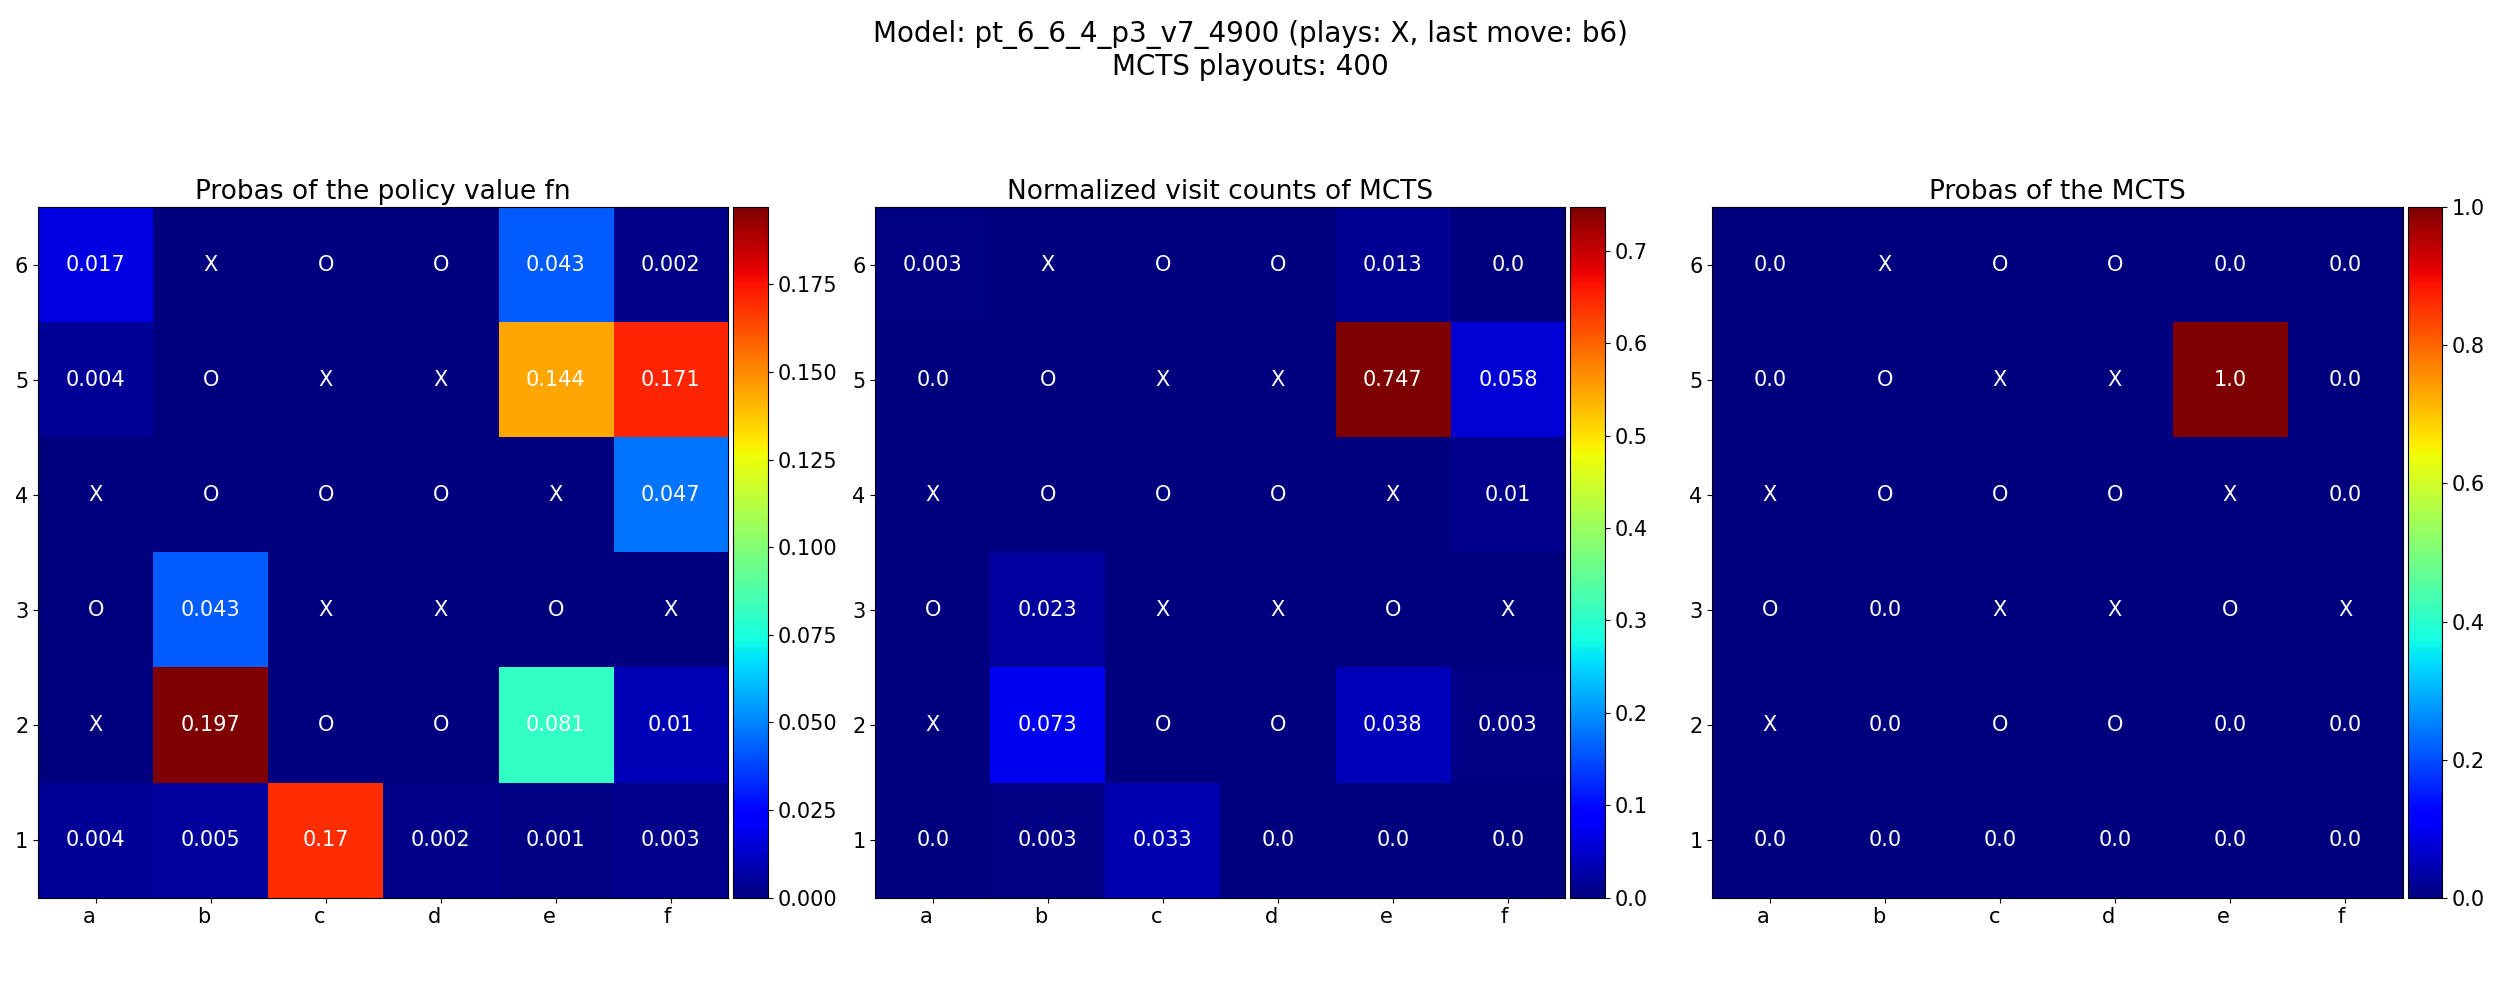 Model: pt_6_6_4_p3_v7_4900 (plays: X, last move: b6)
MCTS playouts: 400
Probas of the policy value fn
6 0.017 X O O 0.043 0.002
5 0.004 O X X 0.144 0.171
4 X O O O X 0.047
3 O 0.043 X X O X
2 X 0.197 O O 0.081 0.01
1 0.004 0.005 0.17 0.002 0.001 0.003
a b c d e f
0.175
0.150
0.125
0.100
0.075
0.050
0.025
0.000
Normalized visit counts of MCTS
6 0.003 X O O 0.013 0.0
5 0.0 O X X 0.747 0.058
4 X O O O X 0.01
3 O 0.023 X X O X
2 X 0.073 O O 0.038 0.003
1 0.0 0.003 0.033 0.0 0.0 0.0
a b c d e f
0.7
0.6
0.5
0.4
0.3
0.2
0.1
0.0
Probas of the MCTS
6 0.0 X O O 0.0 0.0
5 0.0 O X X 1.0 0.0
4 X O O O X 0.0
3 O 0.0 X X O X
2 X 0.0 O O 0.0 0.0
1 0.0 0.0 0.0 0.0 0.0 0.0
a b c d e f
1.0
0.8
0.6
0.4
0.2
0.0